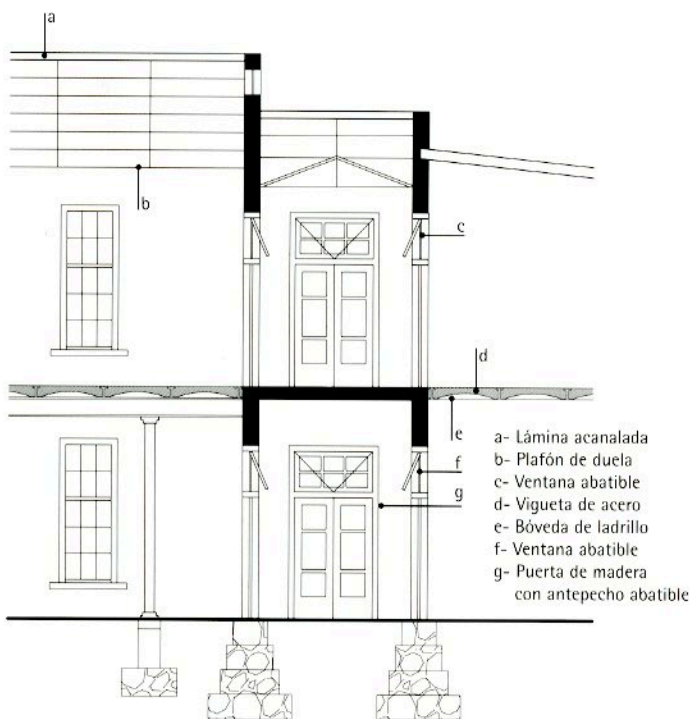 a
b
c
d
e
f
g
a- Lámina acanalada
b- Plafón de duela
c- Ventana abatible
d- Vigueta de acero
e- Bóveda de ladrillo
f- Ventana abatible
g- Puerta de madera
con antepecho abatible